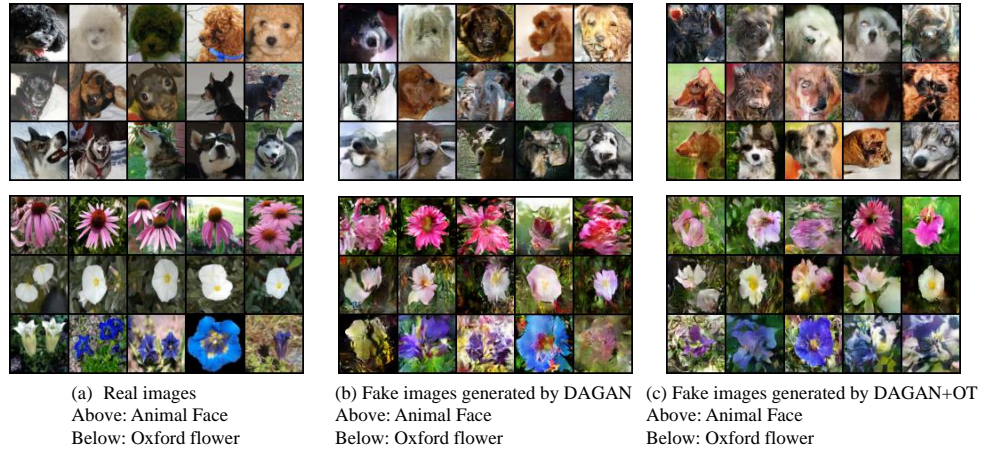 (a) Real images
Above: Animal Face
Below: Oxford flower
(b) Fake images generated by DAGAN
Above: Animal Face
Below: Oxford flower
(c) Fake images generated by DAGAN+OT
Above: Animal Face
Below: Oxford flower